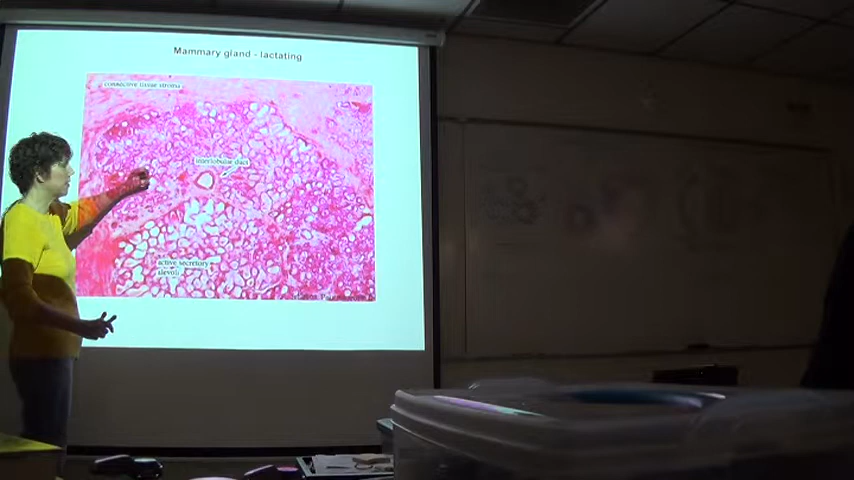 Mammary gland - lactating
connective tissue stroma
interlobular duct
active secretory
alveoli